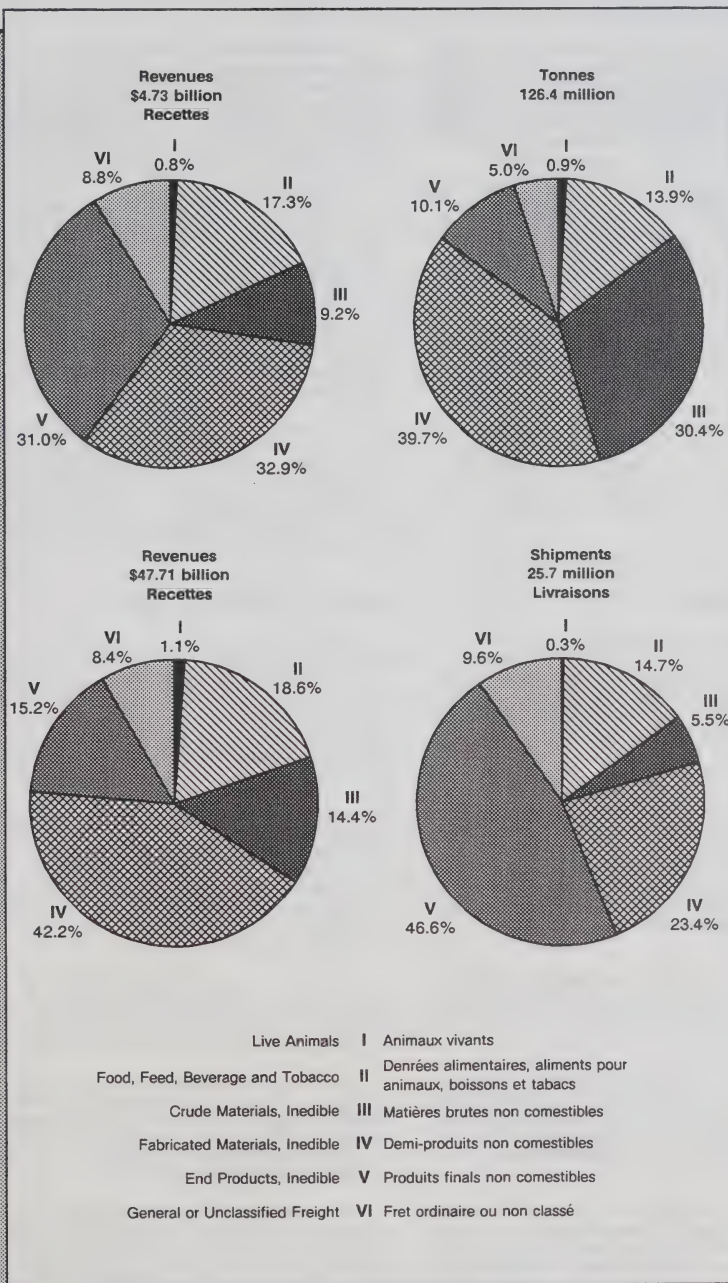 Revenues
$4.73 billion
Recettes
I
0.8%
II
17.3%
III
9.2%
IV
32.9%
V
31.0%
VI
8.8%
Tonnes
126.4 million
I
0.9%
II
13.9%
III
30.4%
IV
39.7%
V
10.1%
VI
5.0%
Revenues
$47.71 billion
Recettes
I
1.1%
II
18.6%
III
14.4%
IV
42.2%
V
15.2%
VI
8.4%
Shipments
25.7 million
Livraisons
I
0.3%
II
14.7%
III
5.5%
IV
23.4%
V
46.6%
VI
9.6%
Live Animals I Animaux vivants
Food, Feed, Beverage and Tobacco II Denrées alimentaires, aliments pour
animaux, boissons et tabacs
Crude Materials, Inedible III Matières brutes non comestibles
Fabricated Materials, Inedible IV Demi-produits non comestibles
End Products, Inedible V Produits finals non comestibles
General or Unclassified Freight VI Fret ordinaire ou non classé